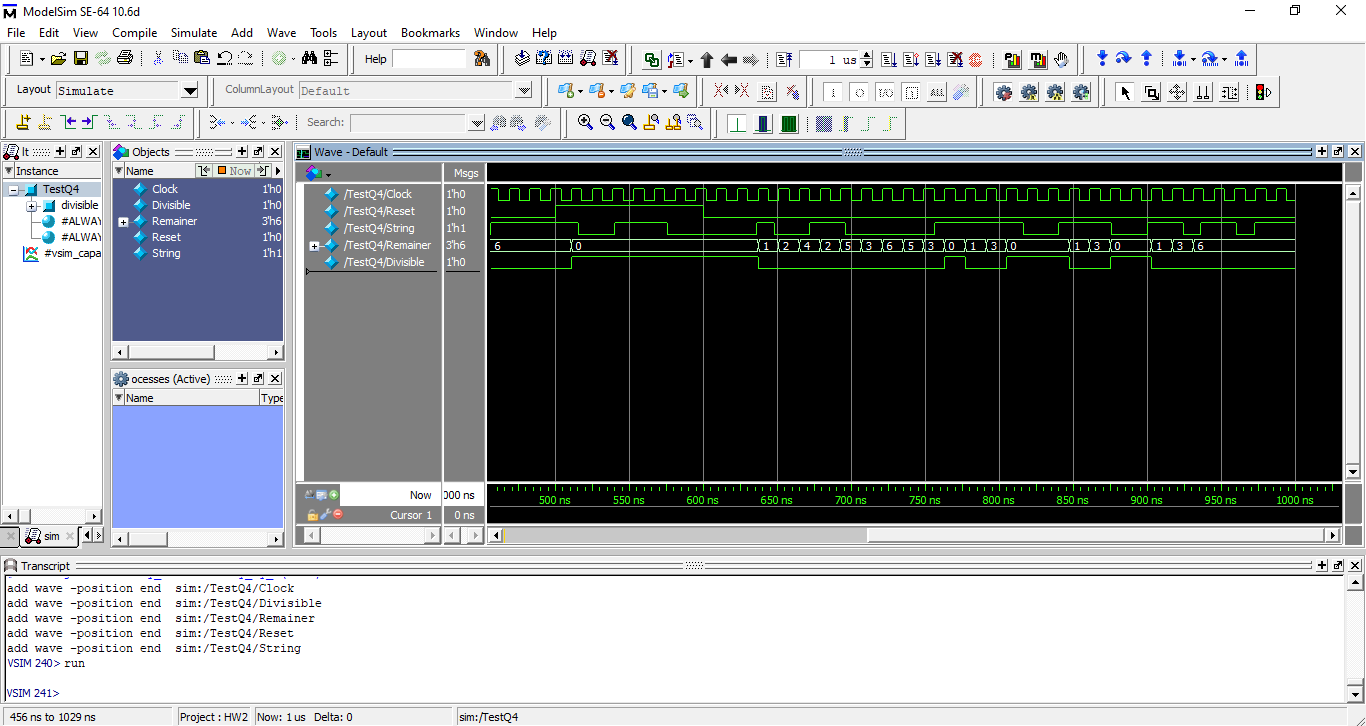 ModelSim SE-64 10.6d
File Edit View Compile Simulate Add Wave Tools Layout Bookmarks Window Help
Help 1 us
Layout Simulate ColumnLayout Default
Search:
It
Instance
TestQ4
divisible
#ALWAY
#ALWAY
#vsim_capa
sim
Objects
Name Now
Clock 1'h0
Divisible 1'h0
Remainer 3'h6
Reset 1'h0
String 1'h1
ocesses (Active)
Name Type
Wave - Default
Msgs
/TestQ4/Clock 1'h0
/TestQ4/Reset 1'h0
/TestQ4/String 1'h1
/TestQ4/Remainer 3'h6 6 0 1 2 4 2 5 3 6 5 3 0 1 3 0 1 3 0 1 3 6
/TestQ4/Divisible 1'h0
Now 000 ns 500 ns 550 ns 600 ns 650 ns 700 ns 750 ns 800 ns 850 ns 900 ns 950 ns 1000 ns
Cursor 1 0 ns
Transcript
add wave -position end sim:/TestQ4/Clock
add wave -position end sim:/TestQ4/Divisible
add wave -position end sim:/TestQ4/Remainer
add wave -position end sim:/TestQ4/Reset
add wave -position end sim:/TestQ4/String
VSIM 240> run
VSIM 241>
456 ns to 1029 ns Project : HW2 Now: 1 us Delta: 0 sim:/TestQ4